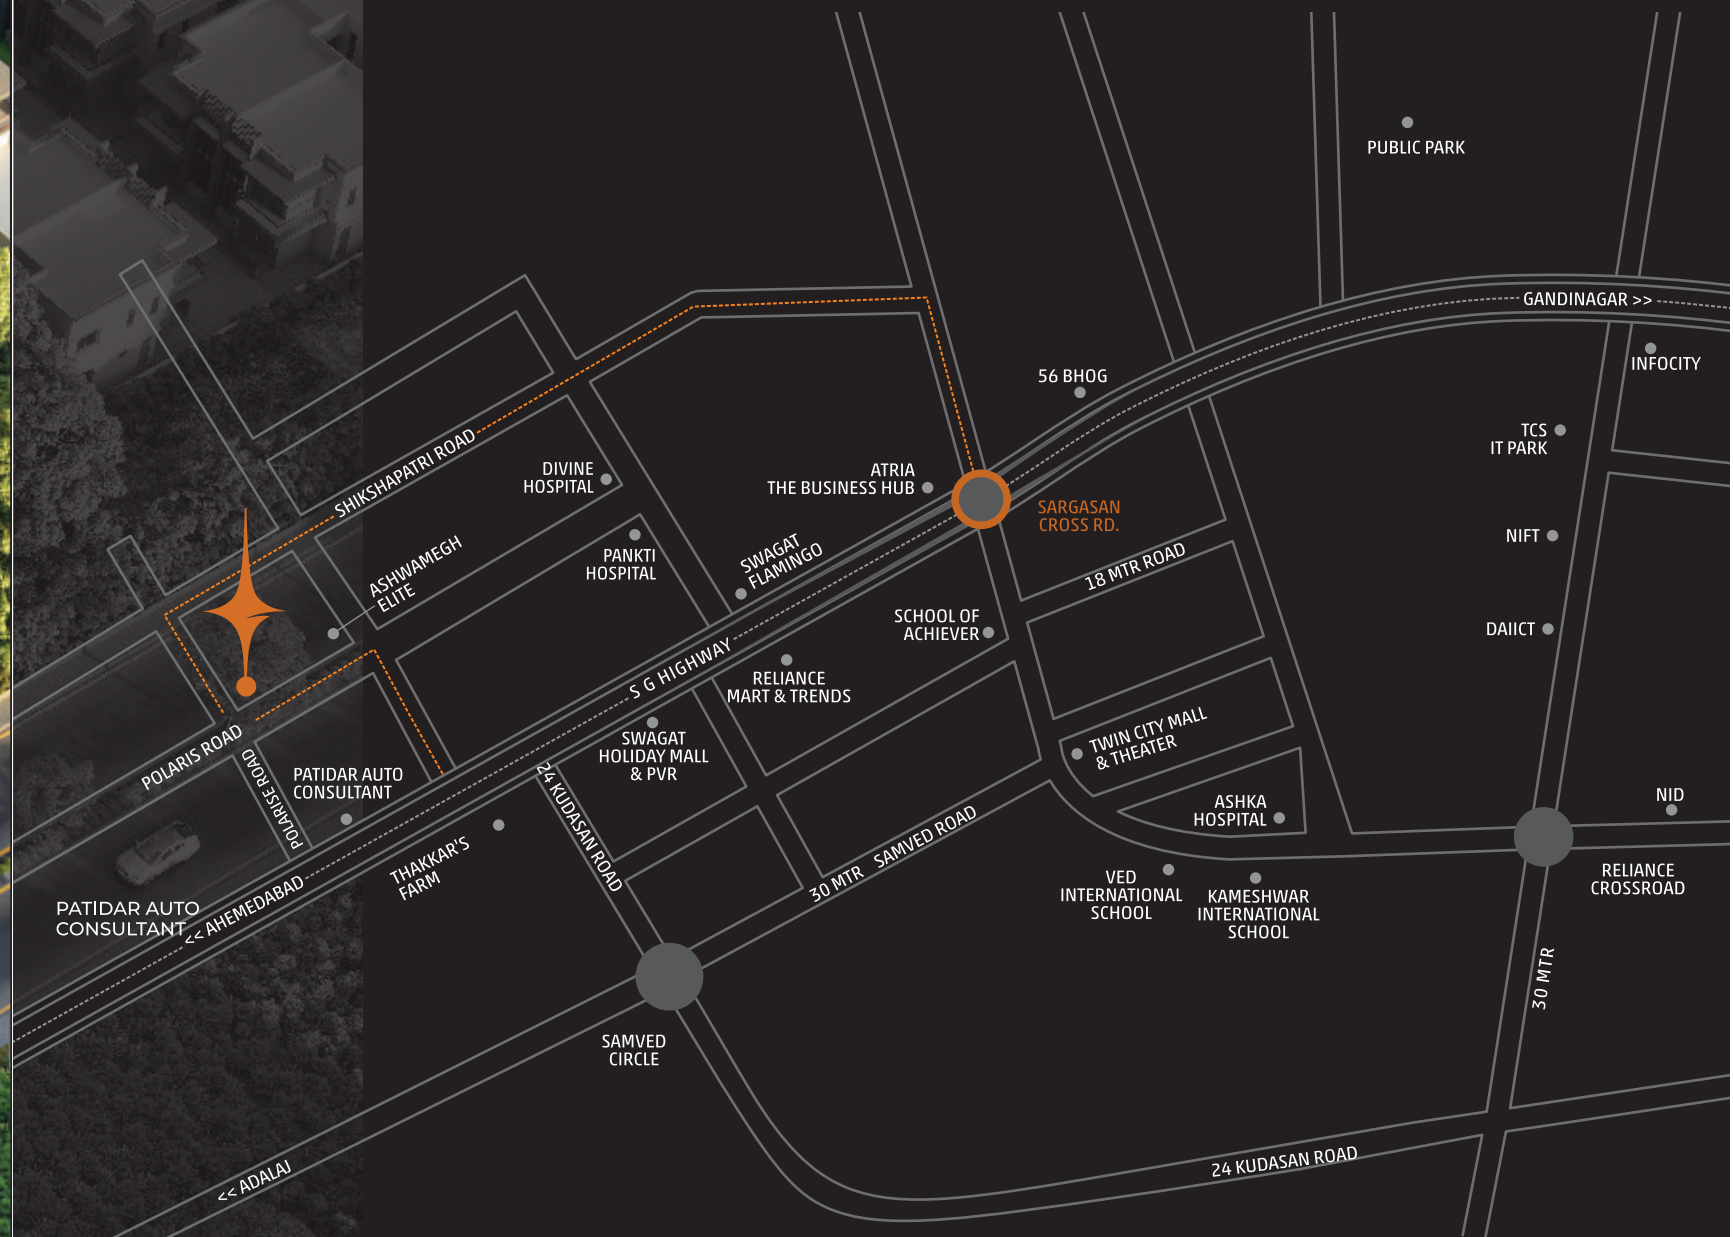 PUBLIC PARK
GANDINAGAR >>
INFOCITY
56 BHOG
TCS
IT PARK
SHIKSHAPATRI ROAD
DIVINE
HOSPITAL
ATRIA
THE BUSINESS HUB
SARGASAN
CROSS RD.
NIFT
ASHWAMEGH
ELITE
PANKTI
HOSPITAL
SWAGAT
FLAMINGO
18 MTR ROAD
SCHOOL OF
ACHIEVER
DAIICT
S G HIGHWAY
RELIANCE
MART & TRENDS
POLARIS ROAD
POLARISE ROAD
PATIDAR AUTO
CONSULTANT
SWAGAT
HOLIDAY MALL
& PVR
TWIN CITY MALL
& THEATER
24 KUDASAN ROAD
ASHKA
HOSPITAL
NID
THAKKAR'S
FARM
30 MTR SAMVED ROAD
VED
INTERNATIONAL
SCHOOL
KAMESHWAR
INTERNATIONAL
SCHOOL
RELIANCE
CROSSROAD
PATIDAR AUTO
CONSULTANT
<< AHEMEDABAD
30 MTR
SAMVED
CIRCLE
<< ADALAJ
24 KUDASAN ROAD